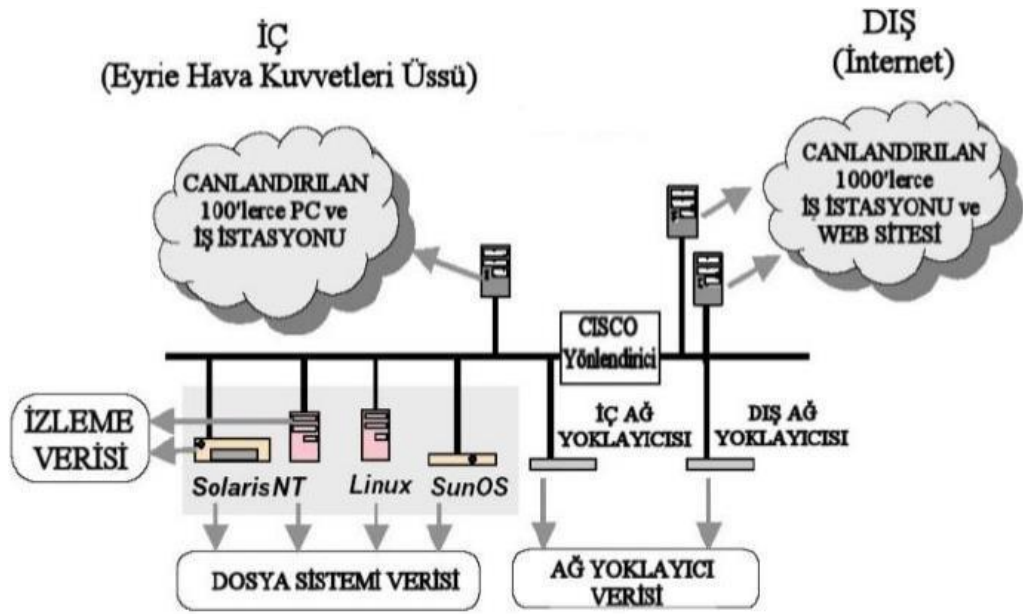 İÇ
(Eyrie Hava Kuvvetleri Üssü)
DIŞ
(İnternet)
CANLANDIRILAN
100'lerce PC ve
İŞ İSTASYONU
CANLANDIRILAN
1000'lerce
İŞ İSTASYONU ve
WEB SİTESİ
CISCO
Yönlendirici
İZLEME
VERİSİ
İÇ AĞ
YOKLAYICISI
DIŞ AĞ
YOKLAYICISI
Solaris NT Linux SunOS
DOSYA SİSTEMİ VERİSİ
AĞ YOKLAYICI
VERİSİ